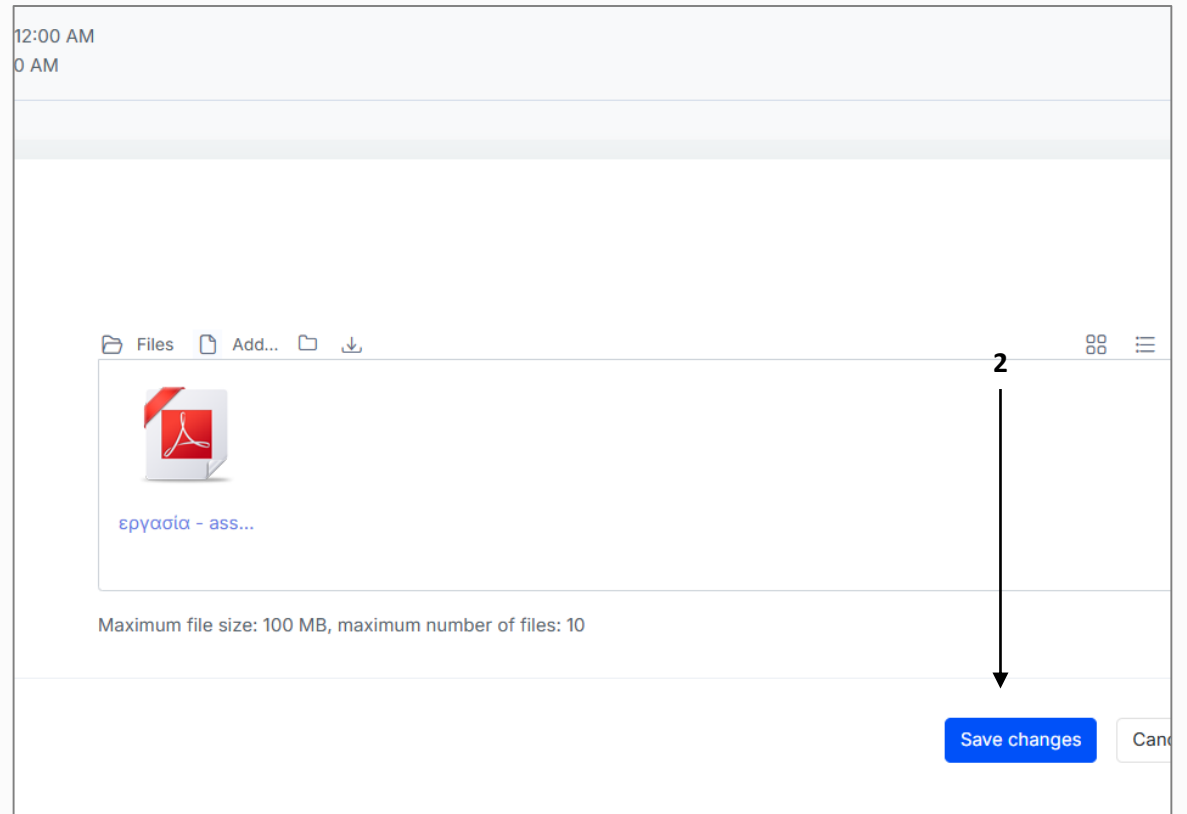 12:00 AM
0 AM
Files Add...
2
εργασία - ass...
Maximum file size: 100 MB, maximum number of files: 10
Save changes Canc